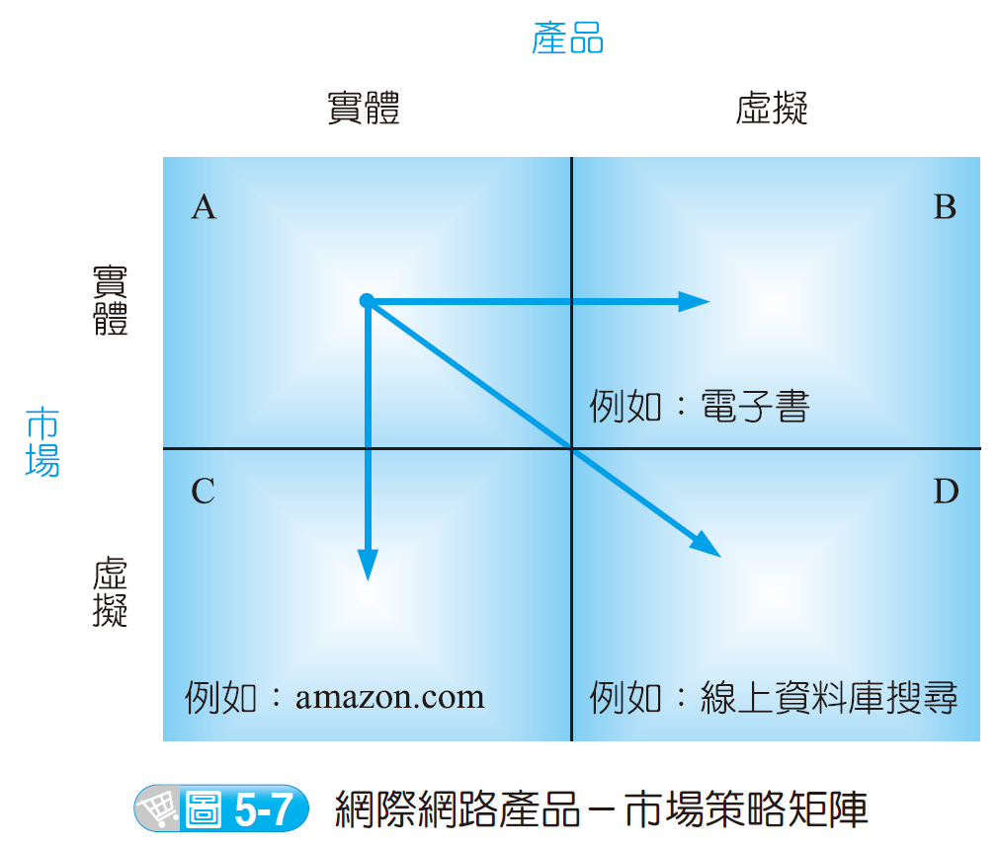 產品
實體
虛擬
A
B
實體
例如：電子書
市場
C
D
虛擬
例如：amazon.com
例如：線上資料庫搜尋
圖 5-7 網際網路產品－市場策略矩陣